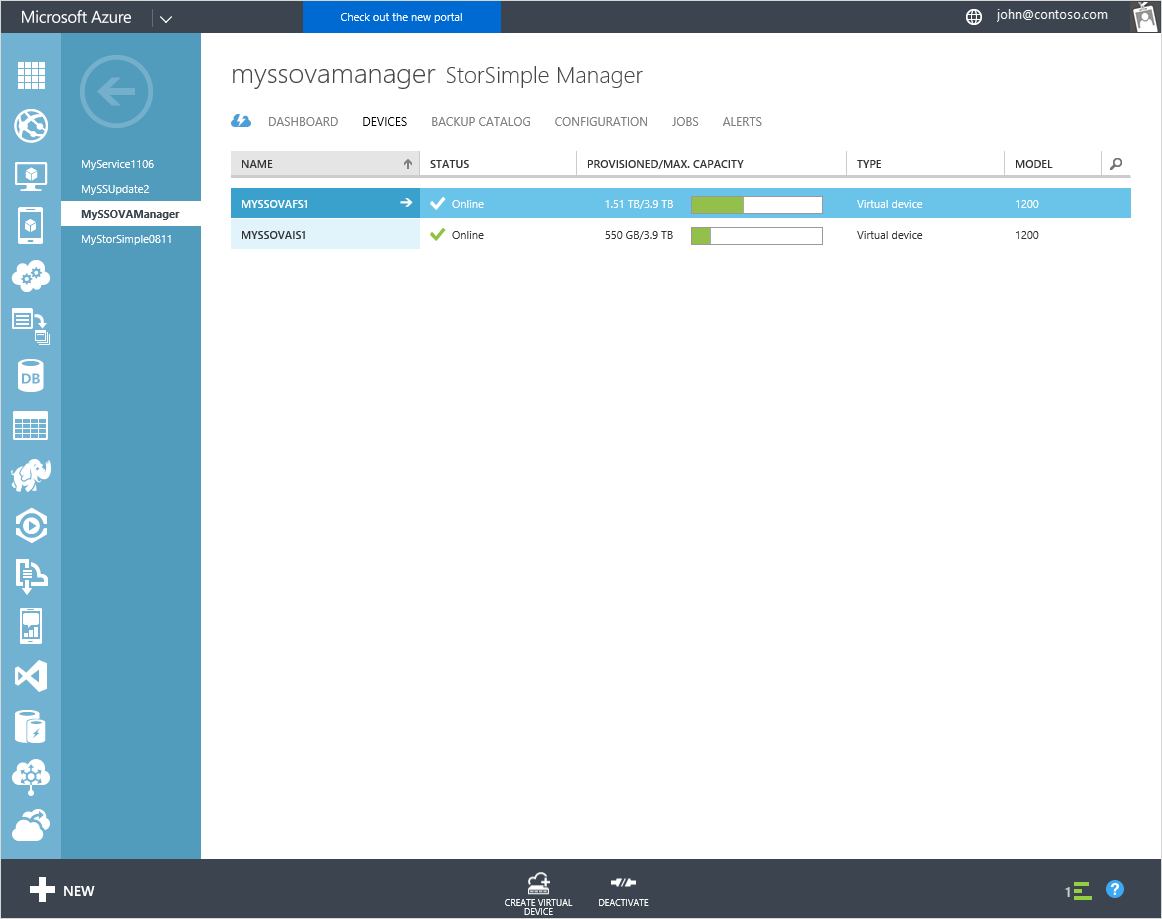 Microsoft Azure
Check out the new portal
john@contoso.com
MyService1106
MySSUpdate2
MySSOVAManager
MyStorSimple0811
myssovamanager StorSimple Manager
DASHBOARD DEVICES BACKUP CATALOG CONFIGURATION JOBS ALERTS
NAME STATUS PROVISIONED/MAX. CAPACITY TYPE MODEL
MYSSOVAFS1 Online 1.51 TB/3.9 TB Virtual device 1200
MYSSOVAIS1 Online 550 GB/3.9 TB Virtual device 1200
DB
NEW
CREATE VIRTUAL
DEVICE
DEACTIVATE
1
?